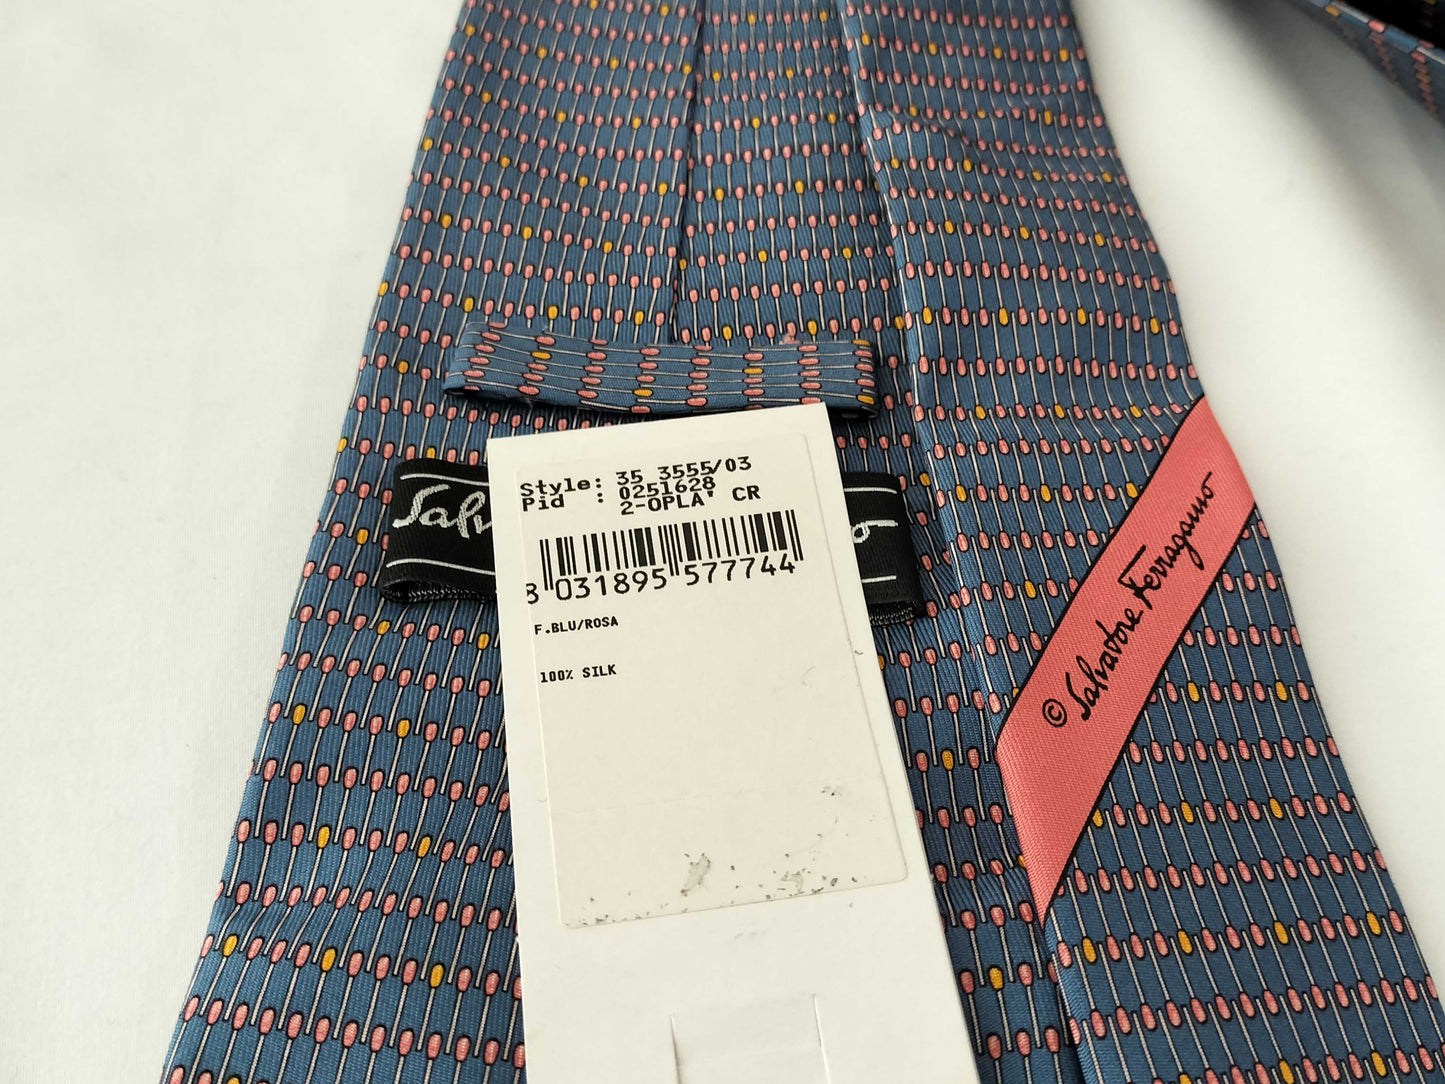 Style: 35 3555/03
Pid : 0251628
2-OPLA' CR
8 031895 577744
F.BLU/ROSA
100% SILK
© Salvatore Ferragamo